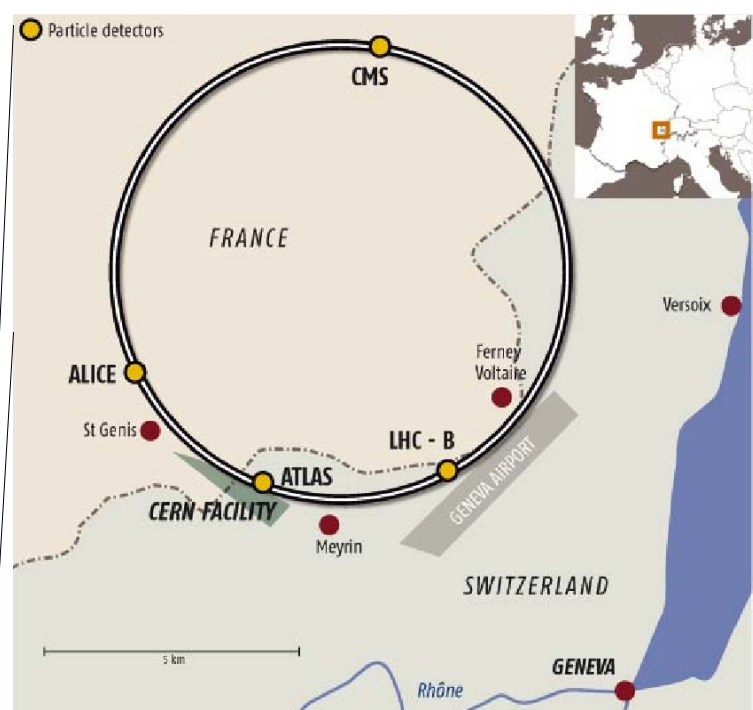 Particle detectors
CMS
FRANCE
Versoix
Ferney
Voltaire
ALICE
St Genis
LHC - B
ATLAS
GENEVA AIRPORT
CERN FACILITY
Meyrin
SWITZERLAND
5 km
GENEVA
Rhône